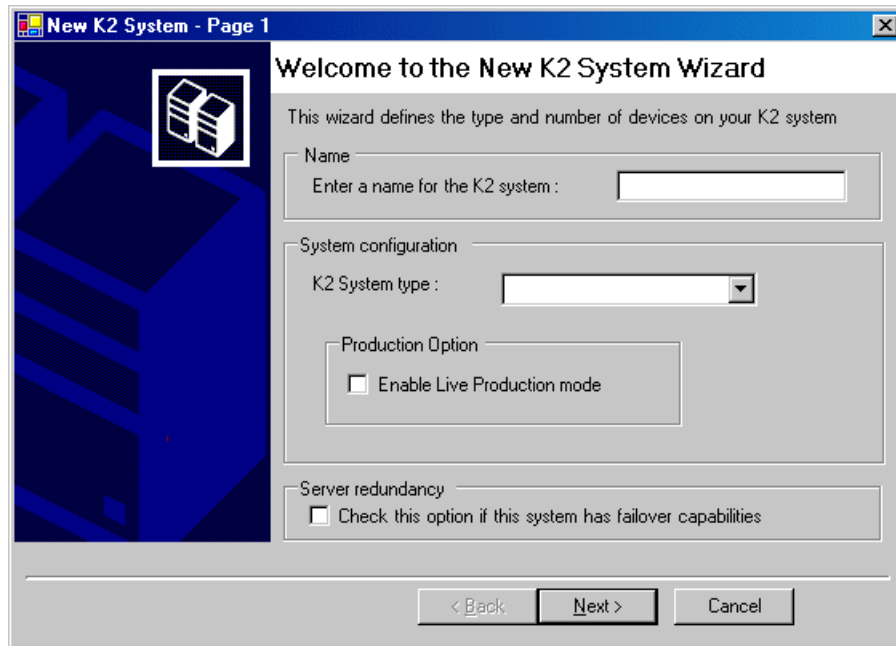 New K2 System - Page 1
Welcome to the New K2 System Wizard
This wizard defines the type and number of devices on your K2 system
Name
Enter a name for the K2 system :
System configuration
K2 System type :
Production Option
Enable Live Production mode
Server redundancy
Check this option if this system has failover capabilities
< Back
Next >
Cancel